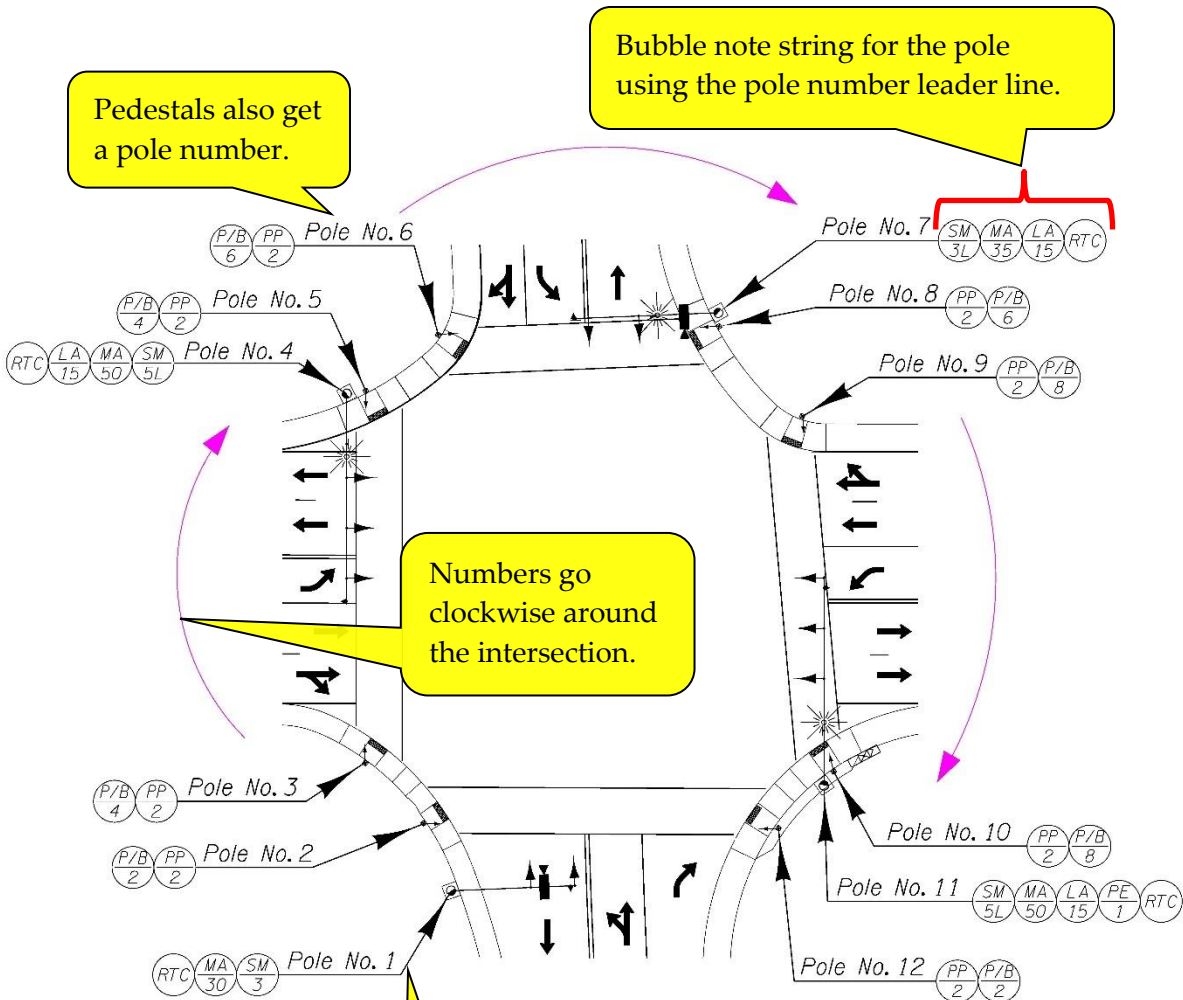 Bubble note string for the pole
using the pole number leader line.
Pedestals also get
a pole number.
P/B 6 PP 2 Pole No. 6
Pole No. 7 SM 3L MA 35 LA 15 RTC
P/B 4 PP 2 Pole No. 5
Pole No. 8 PP 2 P/B 6
RTC LA 15 MA 50 SM 5L Pole No. 4
Pole No. 9 PP 2 P/B 8
Numbers go
clockwise around
the intersection.
P/B 4 PP 2 Pole No. 3
P/B 2 PP 2 Pole No. 2
Pole No. 10 PP 2 P/B 8
Pole No. 11 SM 5L MA 50 LA 15 PE 1 RTC
RTC MA 30 SM 3 Pole No. 1
Pole No. 12 PP 2 P/B 2